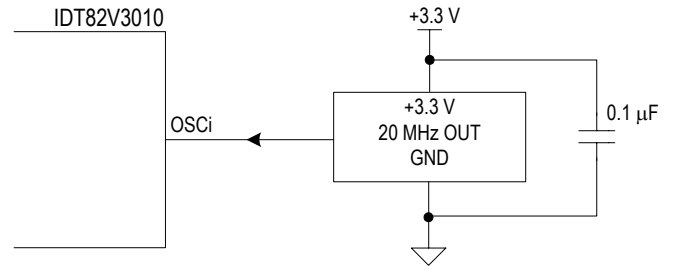 IDT82V3010
+3.3 V
OSCi
+3.3 V
20 MHz OUT
GND
0.1 μF